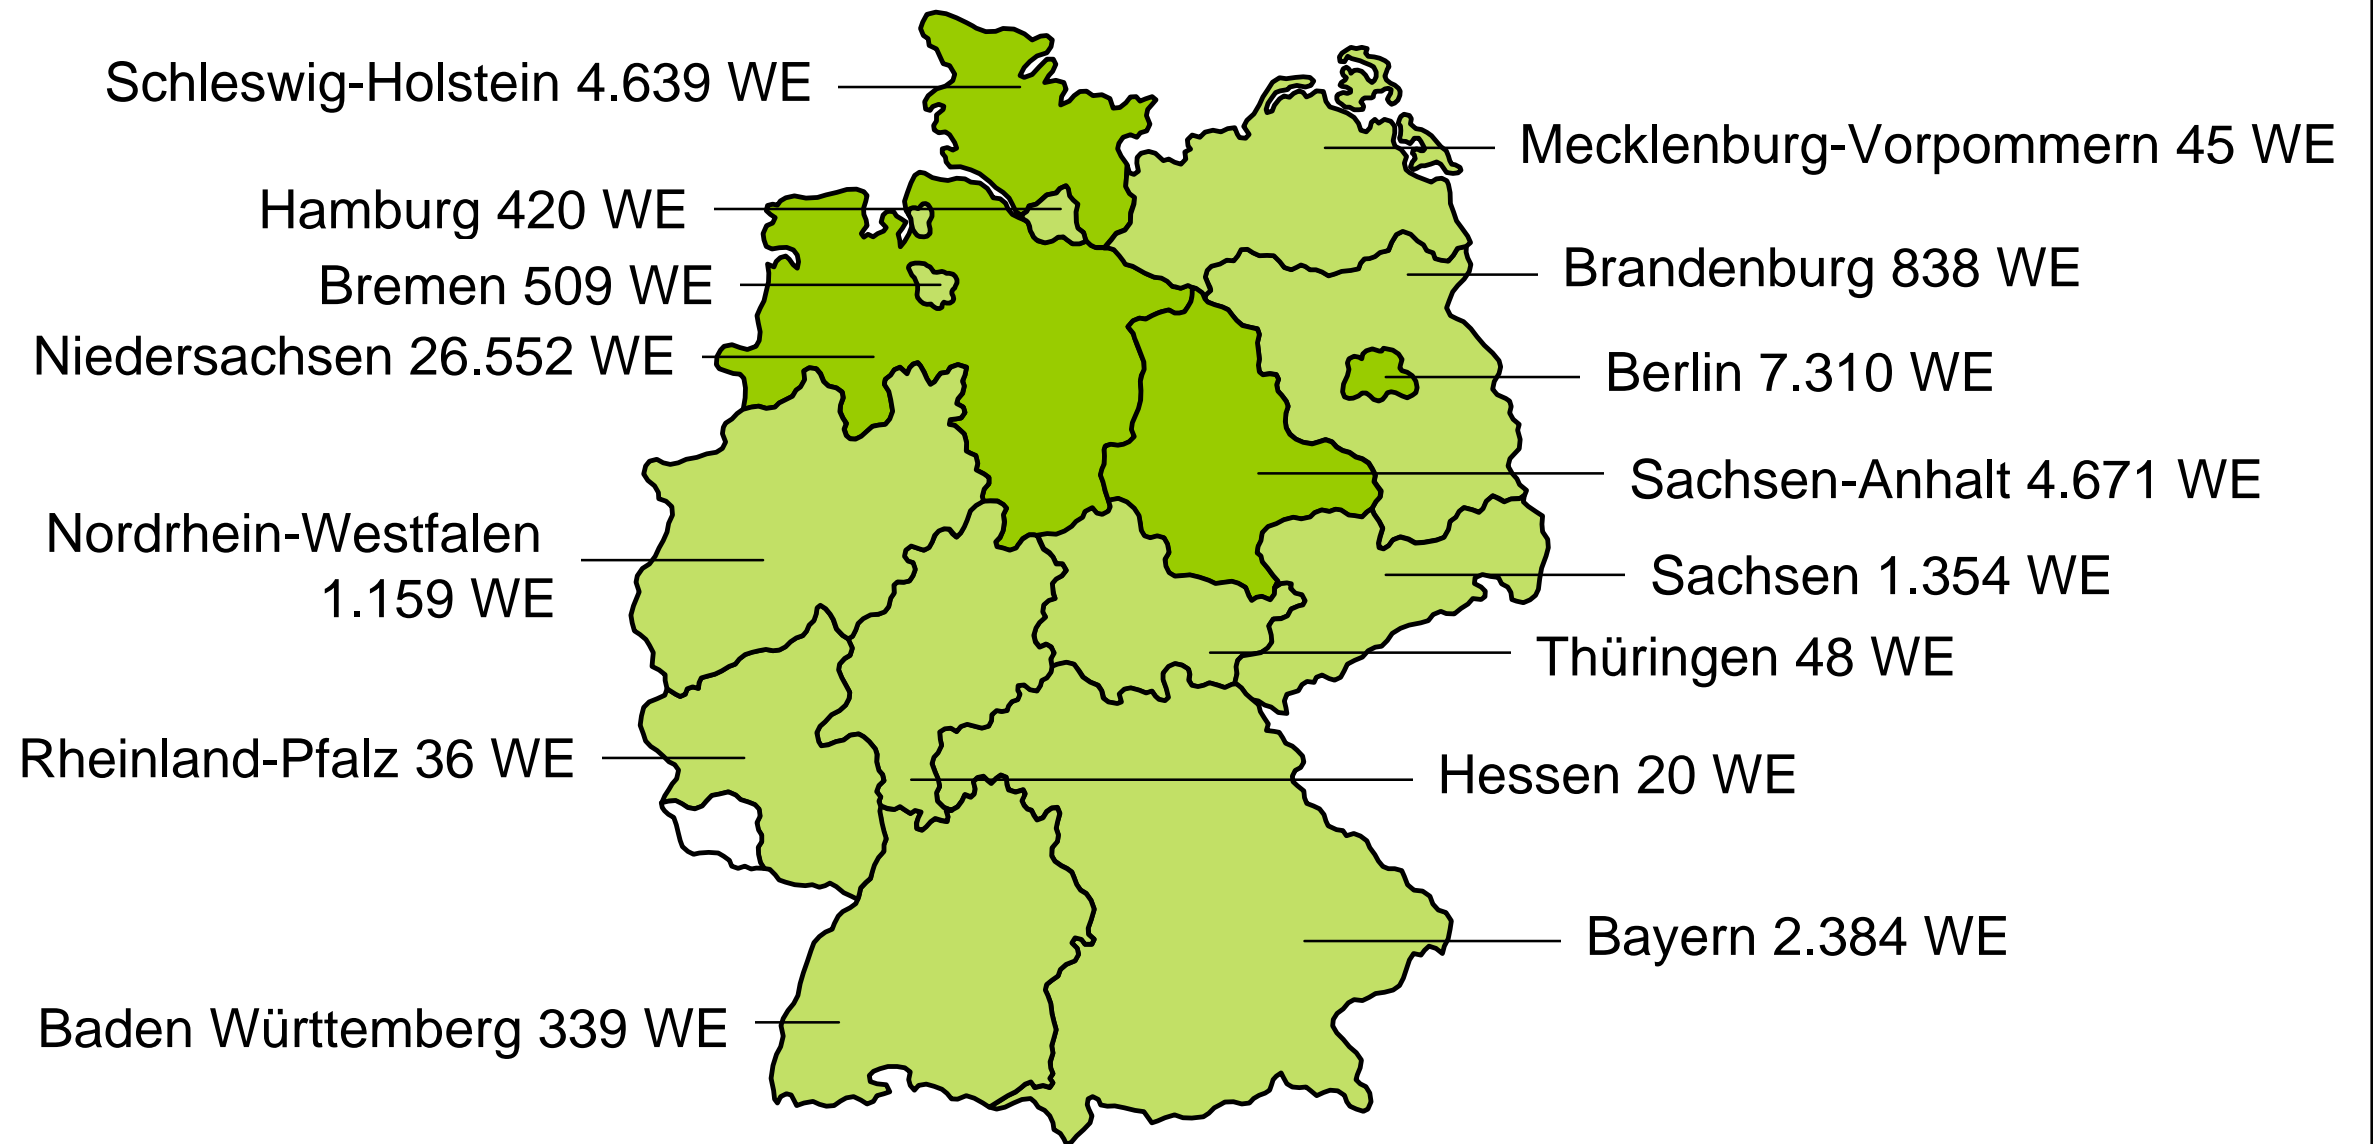 Schleswig-Holstein 4.639 WE
Mecklenburg-Vorpommern 45 WE
Hamburg 420 WE
Brandenburg 838 WE
Bremen 509 WE
Niedersachsen 26.552 WE
Berlin 7.310 WE
Sachsen-Anhalt 4.671 WE
Nordrhein-Westfalen
1.159 WE
Sachsen 1.354 WE
Thüringen 48 WE
Rheinland-Pfalz 36 WE
Hessen 20 WE
Bayern 2.384 WE
Baden Württemberg 339 WE